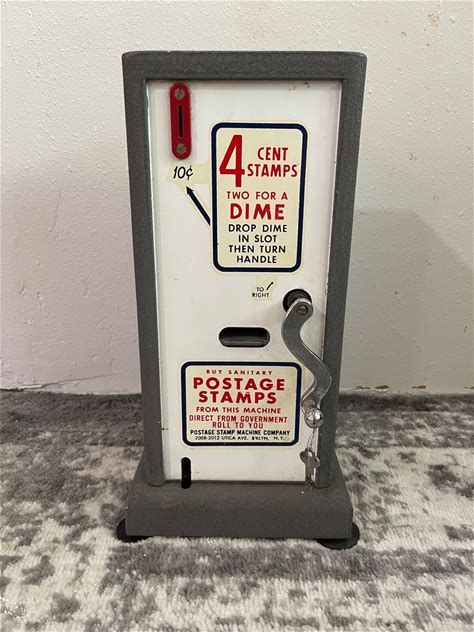 10¢
4 CENT
STAMPS
TWO FOR A
DIME
DROP DIME
IN SLOT
THEN TURN
HANDLE
TO
RIGHT
BUY SANITARY
POSTAGE STAMPS
FROM THIS MACHINE
DIRECT FROM GOVERNMENT
ROLL TO YOU
POSTAGE STAMP MACHINE COMPANY
2008-2012 UTICA AVE. B'KLYN, N.Y.